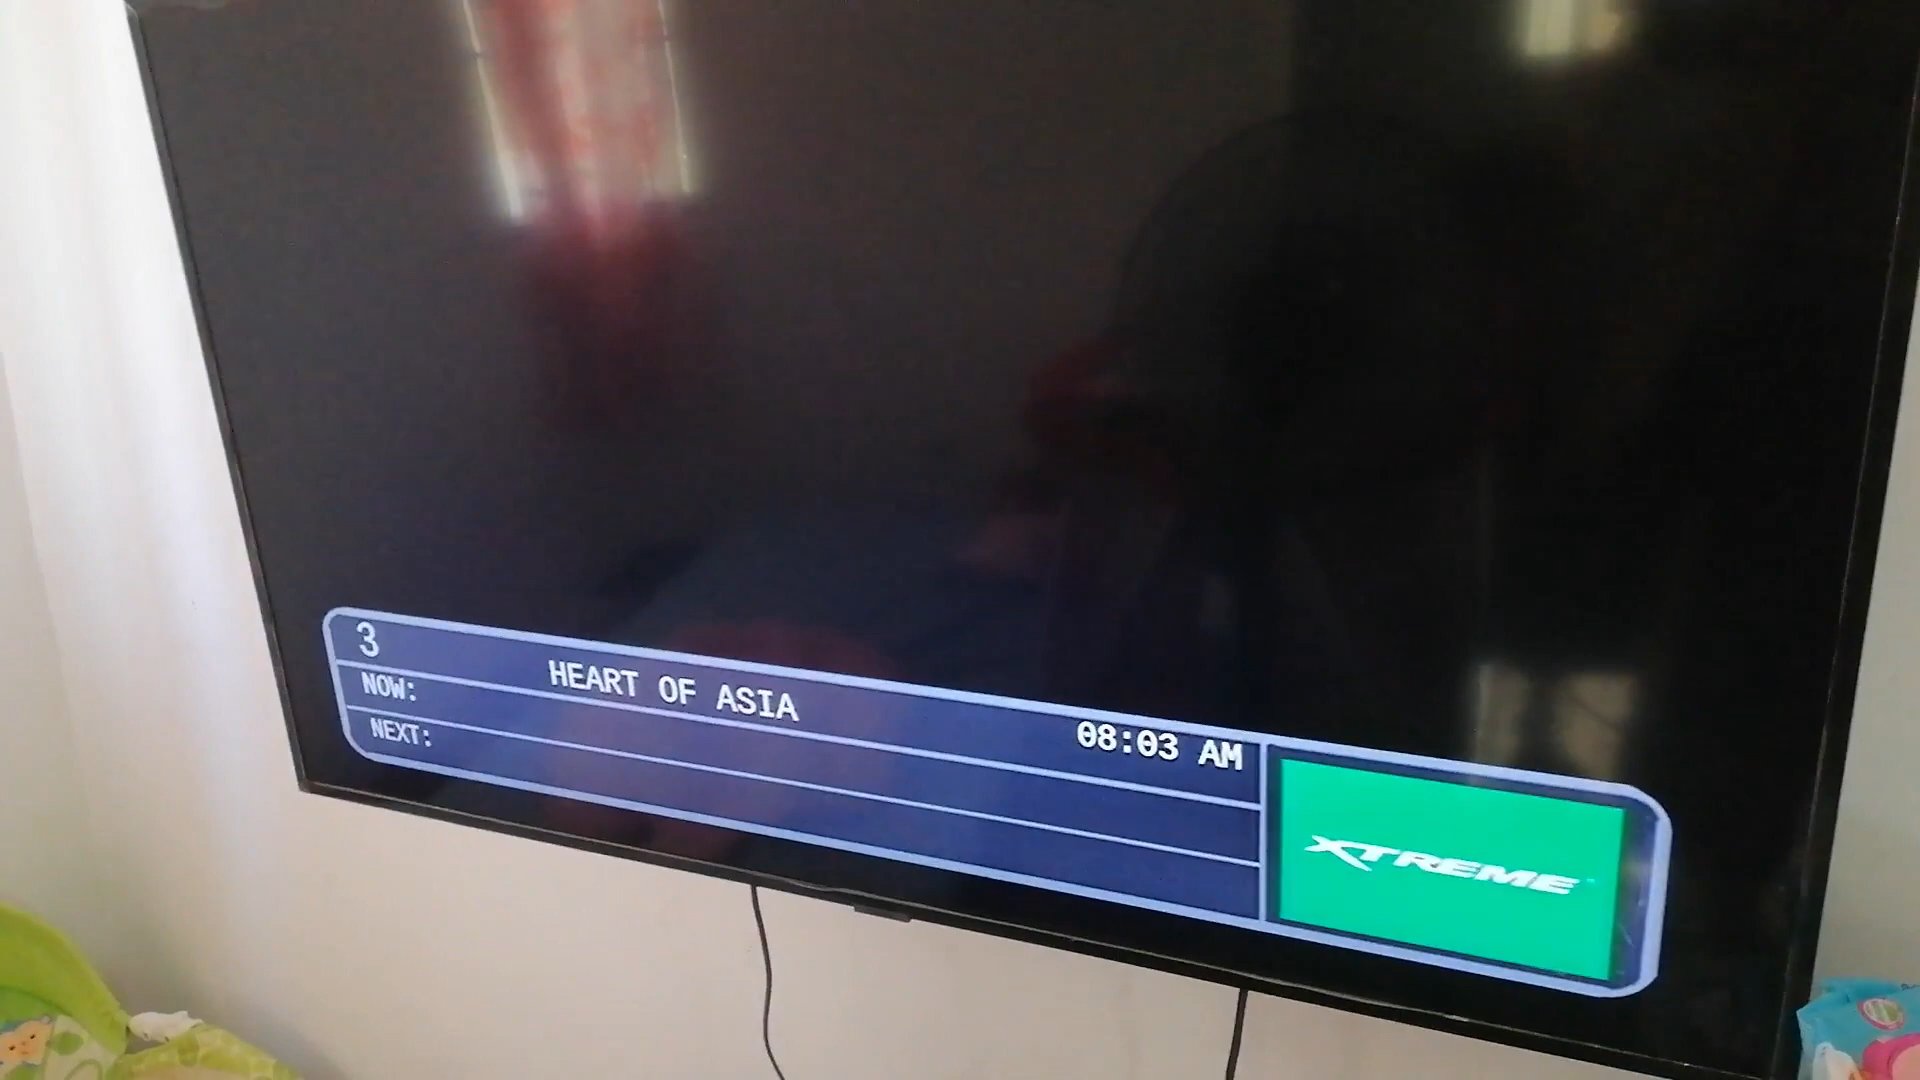 3
HEART OF ASIA
08:03 AM
NOW:
NEXT:
XTREME